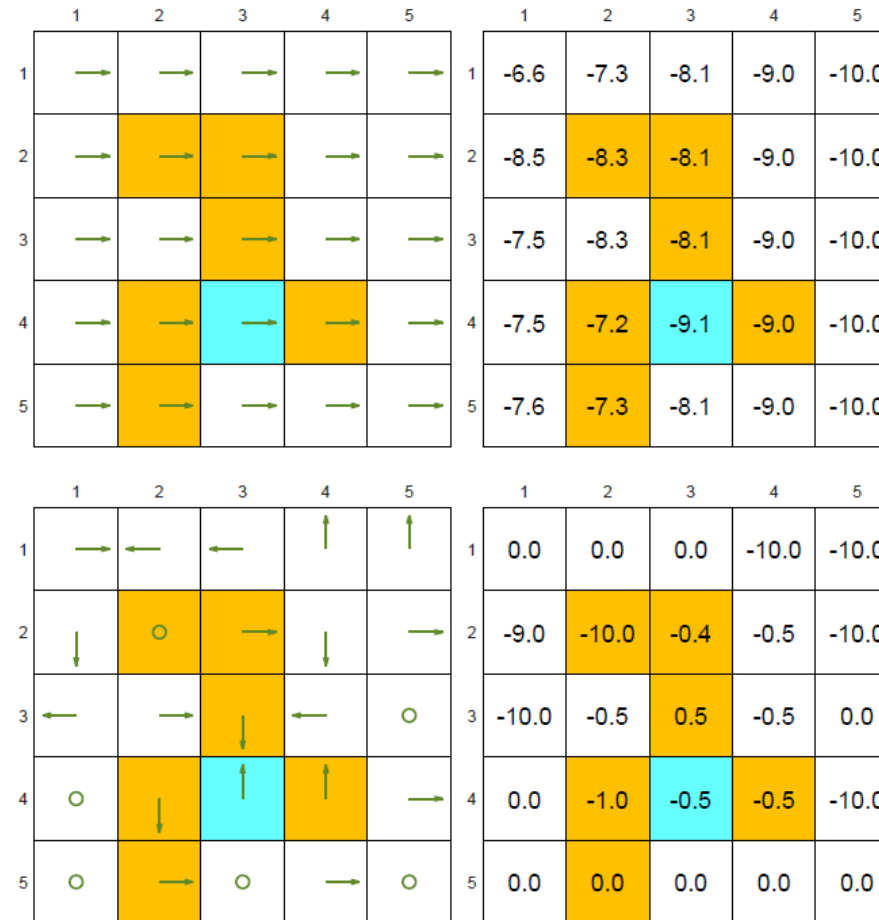 1 2 3 4 5 1 2 3 4 5
1 1 -6.6 -7.3 -8.1 -9.0 -10.0
2 2 -8.5 -8.3 -8.1 -9.0 -10.0
3 3 -7.5 -8.3 -8.1 -9.0 -10.0
4 4 -7.5 -7.2 -9.1 -9.0 -10.0
5 5 -7.6 -7.3 -8.1 -9.0 -10.0
1 2 3 4 5 1 2 3 4 5
1 1 0.0 0.0 0.0 -10.0 -10.0
2 2 -9.0 -10.0 -0.4 -0.5 -10.0
3 3 -10.0 -0.5 0.5 -0.5 0.0
4 4 0.0 -1.0 -0.5 -0.5 -10.0
5 5 0.0 0.0 0.0 0.0 0.0